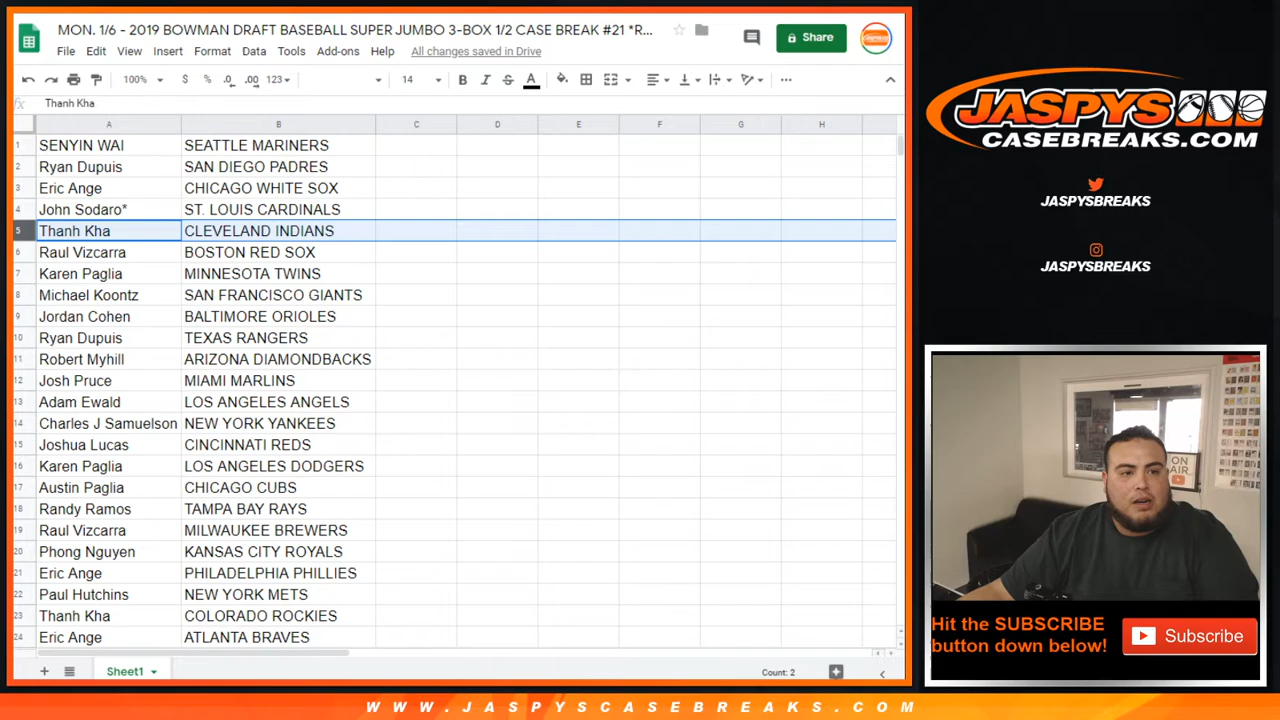 MON. 1/6 - 2019 BOWMAN DRAFT BASEBALL SUPER JUMBO 3-BOX 1/2 CASE BREAK #21 *R...
File Edit View Insert Format Data Tools Add-ons Help All changes saved in Drive
Share
100% $ % .0 .00 123 14 B I S A
fx Thanh Kha
A B C D E F G H
1 SENYIN WAI SEATTLE MARINERS
2 Ryan Dupuis SAN DIEGO PADRES
3 Eric Ange CHICAGO WHITE SOX
4 John Sodaro* ST. LOUIS CARDINALS
5 Thanh Kha CLEVELAND INDIANS
6 Raul Vizcarra BOSTON RED SOX
7 Karen Paglia MINNESOTA TWINS
8 Michael Koontz SAN FRANCISCO GIANTS
9 Jordan Cohen BALTIMORE ORIOLES
10 Ryan Dupuis TEXAS RANGERS
11 Robert Myhill ARIZONA DIAMONDBACKS
12 Josh Pruce MIAMI MARLINS
13 Adam Ewald LOS ANGELES ANGELS
14 Charles J Samuelson NEW YORK YANKEES
15 Joshua Lucas CINCINNATI REDS
16 Karen Paglia LOS ANGELES DODGERS
17 Austin Paglia CHICAGO CUBS
18 Randy Ramos TAMPA BAY RAYS
19 Raul Vizcarra MILWAUKEE BREWERS
20 Phong Nguyen KANSAS CITY ROYALS
21 Eric Ange PHILADELPHIA PHILLIES
22 Paul Hutchins NEW YORK METS
23 Thanh Kha COLORADO ROCKIES
24 Eric Ange ATLANTA BRAVES
Sheet1
Count: 2
JASPYS
CASEBREAKS.COM
JASPYSBREAKS
JASPYSBREAKS
ON
AIR
Hit the SUBSCRIBE
button down below!
Subscribe
WWW.JASPYSCASEBREAKS.COM